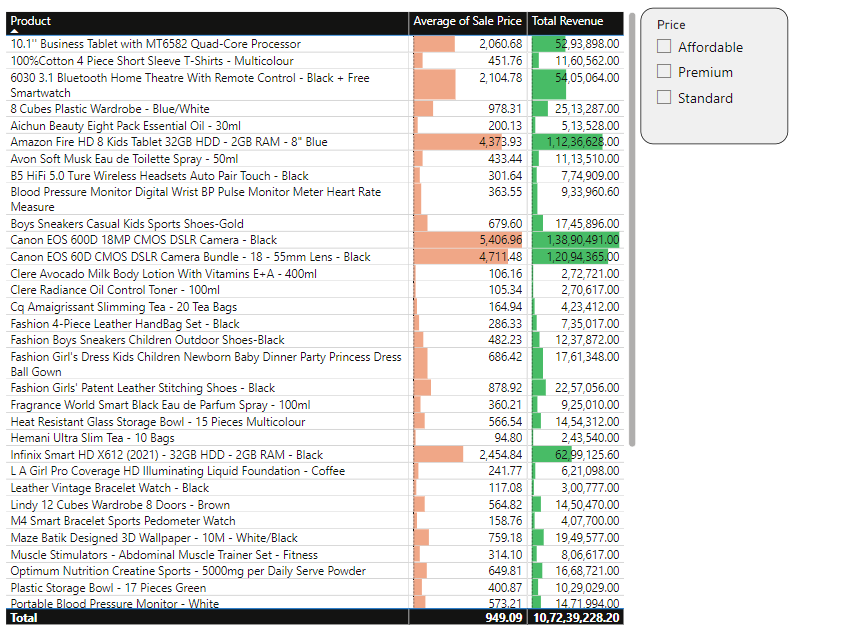 Product Average of Sale Price Total Revenue
10.1'' Business Tablet with MT6582 Quad-Core Processor 2,060.68 52,93,898.00
100%Cotton 4 Piece Short Sleeve T-Shirts - Multicolour 451.76 11,60,562.00
6030 3.1 Bluetooth Home Theatre With Remote Control - Black + Free 2,104.78 54,05,064.00
Smartwatch
8 Cubes Plastic Wardrobe - Blue/White 978.31 25,13,287.00
Aichun Beauty Eight Pack Essential Oil - 30ml 200.13 5,13,528.00
Amazon Fire HD 8 Kids Tablet 32GB HDD - 2GB RAM - 8" Blue 4,373.93 1,12,36,628.00
Avon Soft Musk Eau de Toilette Spray - 50ml 433.44 11,13,510.00
B5 HiFi 5.0 Ture Wireless Headsets Auto Pair Touch - Black 301.64 7,74,909.00
Blood Pressure Monitor Digital Wrist BP Pulse Monitor Meter Heart Rate 363.55 9,33,960.60
Measure
Boys Sneakers Casual Kids Sports Shoes-Gold 679.60 17,45,896.00
Canon EOS 600D 18MP CMOS DSLR Camera - Black 5,406.96 1,38,90,491.00
Canon EOS 60D CMOS DSLR Camera Bundle - 18 - 55mm Lens - Black 4,711.48 1,20,94,365.00
Clere Avocado Milk Body Lotion With Vitamins E+A - 400ml 106.16 2,72,721.00
Clere Radiance Oil Control Toner - 100ml 105.34 2,70,617.00
Cq Amaigrissant Slimming Tea - 20 Tea Bags 164.94 4,23,412.00
Fashion 4-Piece Leather HandBag Set - Black 286.33 7,35,017.00
Fashion Boys Sneakers Children Outdoor Shoes-Black 482.23 12,37,872.00
Fashion Girl's Dress Kids Children Newborn Baby Dinner Party Princess Dress 686.42 17,61,348.00
Ball Gown
Fashion Girls' Patent Leather Stitching Shoes - Black 878.92 22,57,056.00
Fragrance World Smart Black Eau de Parfum Spray - 100ml 360.21 9,25,010.00
Heat Resistant Glass Storage Bowl - 15 Pieces Multicolour 566.54 14,54,312.00
Hemani Ultra Slim Tea - 10 Bags 94.80 2,43,540.00
Infinix Smart HD X612 (2021) - 32GB HDD - 2GB RAM - Black 2,454.84 62,99,125.60
L A Girl Pro Coverage HD Illuminating Liquid Foundation - Coffee 241.77 6,21,098.00
Leather Vintage Bracelet Watch - Black 117.08 3,00,777.00
Lindy 12 Cubes Wardrobe 8 Doors - Brown 564.82 14,50,470.00
M4 Smart Bracelet Sports Pedometer Watch 158.76 4,07,700.00
Maze Batik Designed 3D Wallpaper - 10M - White/Black 759.18 19,49,577.00
Muscle Stimulators - Abdominal Muscle Trainer Set - Fitness 314.10 8,06,617.00
Optimum Nutrition Creatine Sports - 5000mg per Daily Serve Powder 649.81 16,68,721.00
Plastic Storage Bowl - 17 Pieces Green 400.87 10,29,029.00
Portable Blood Pressure Monitor - White 573.21 14,71,994.00
Total 949.09 10,72,39,228.20
Price
Affordable
Premium
Standard